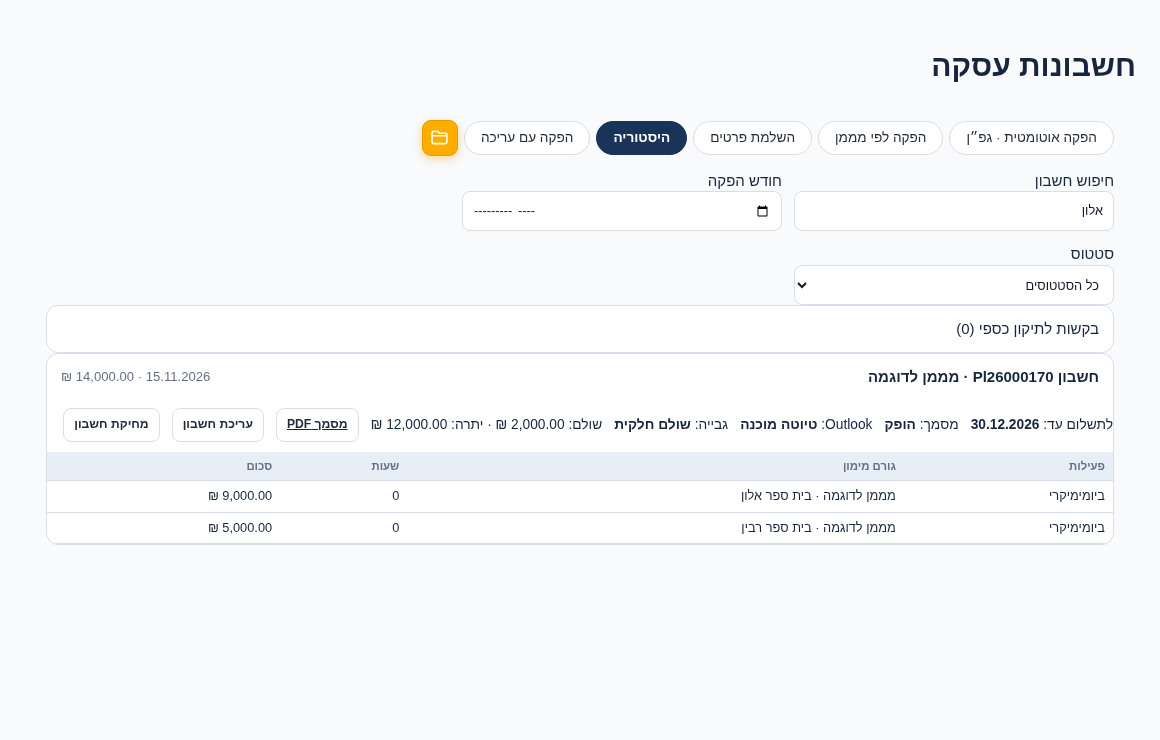 חשבונות עסקה
הפקה אוטומטית · גפ״ן
הפקה לפי מממן
השלמת פרטים
היסטוריה
הפקה עם עריכה
חיפוש חשבון
חודש הפקה
אלון
--------- ----
סטטוס
כל הסטטוסים
בקשות לתיקון כספי (0)
חשבון PI26000170 · מממן לדוגמה
15.11.2026 · 14,000.00 ₪
לתשלום עד: 30.12.2026 מסמך: הופק Outlook: טיוטה מוכנה גבייה: שולם חלקית שולם: 2,000.00 ₪ · יתרה: 12,000.00 ₪ מסמך PDF עריכת חשבון מחיקת חשבון
פעילות גורם מימון שעות סכום
ביומימיקרי מממן לדוגמה · בית ספר אלון 0 9,000.00 ₪
ביומימיקרי מממן לדוגמה · בית ספר רבין 0 5,000.00 ₪